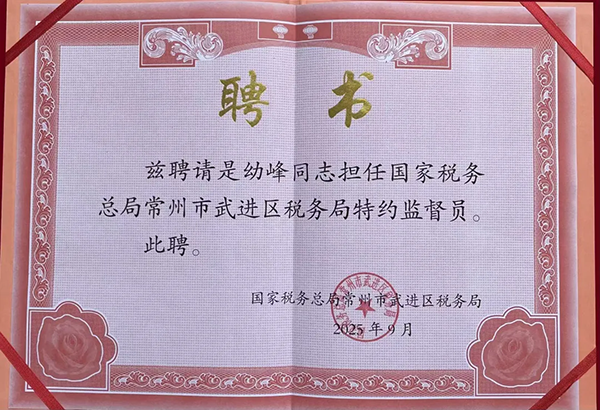 聘 书
兹聘请是幼峰同志担任国家税务
总局常州市武进区税务局特约监督员。
此聘。
国家税务总局常州市武进区税务局
2025年9月